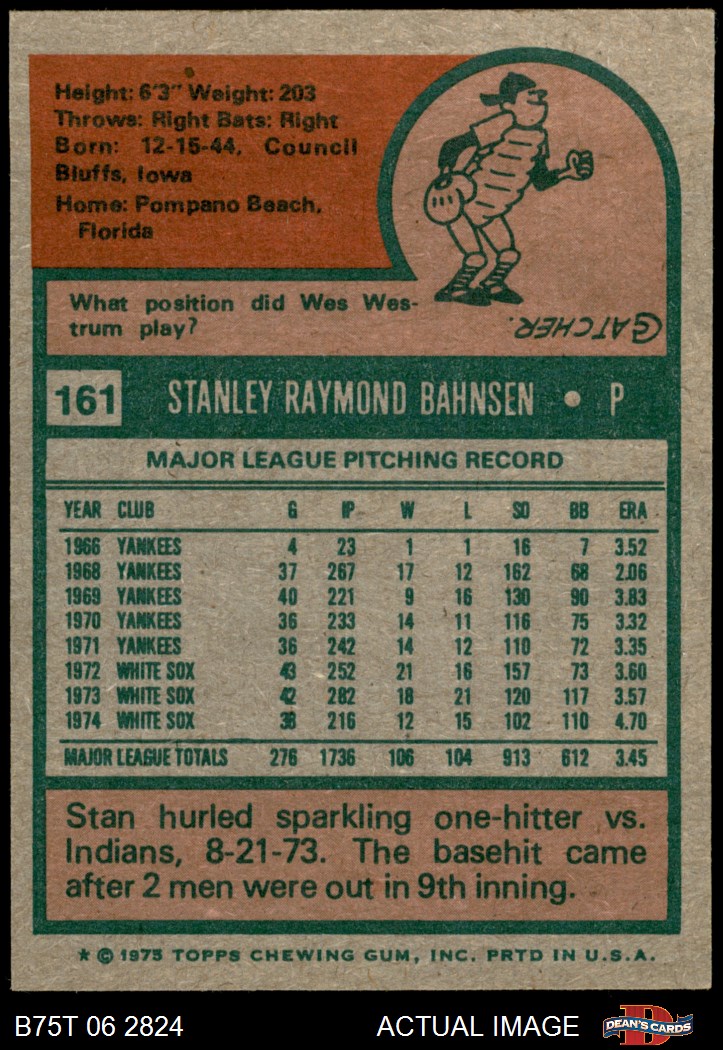 Height: 6'3" Weight: 203
Throws: Right Bats: Right
Born: 12-15-44, Council
Bluffs, Iowa
Home: Pompano Beach,
Florida
What position did Wes Wes-
trum play?
CATCHER.
161 STANLEY RAYMOND BAHNSEN • P
MAJOR LEAGUE PITCHING RECORD
YEAR CLUB G IP W L SO BB ERA
1966 YANKEES 4 23 1 1 16 7 3.52
1968 YANKEES 37 267 17 12 162 68 2.06
1969 YANKEES 40 221 9 16 130 90 3.83
1970 YANKEES 36 233 14 11 116 75 3.32
1971 YANKEES 36 242 14 12 110 72 3.35
1972 WHITE SOX 43 252 21 16 157 73 3.60
1973 WHITE SOX 42 282 18 21 120 117 3.57
1974 WHITE SOX 38 216 12 15 102 110 4.70
MAJOR LEAGUE TOTALS 276 1736 106 104 913 612 3.45
Stan hurled sparkling one-hitter vs.
Indians, 8-21-73. The basehit came
after 2 men were out in 9th inning.
* © 1975 TOPPS CHEWING GUM, INC. PRTD IN U.S.A.
B75T 06 2824 ACTUAL IMAGE D DEAN'S CARDS